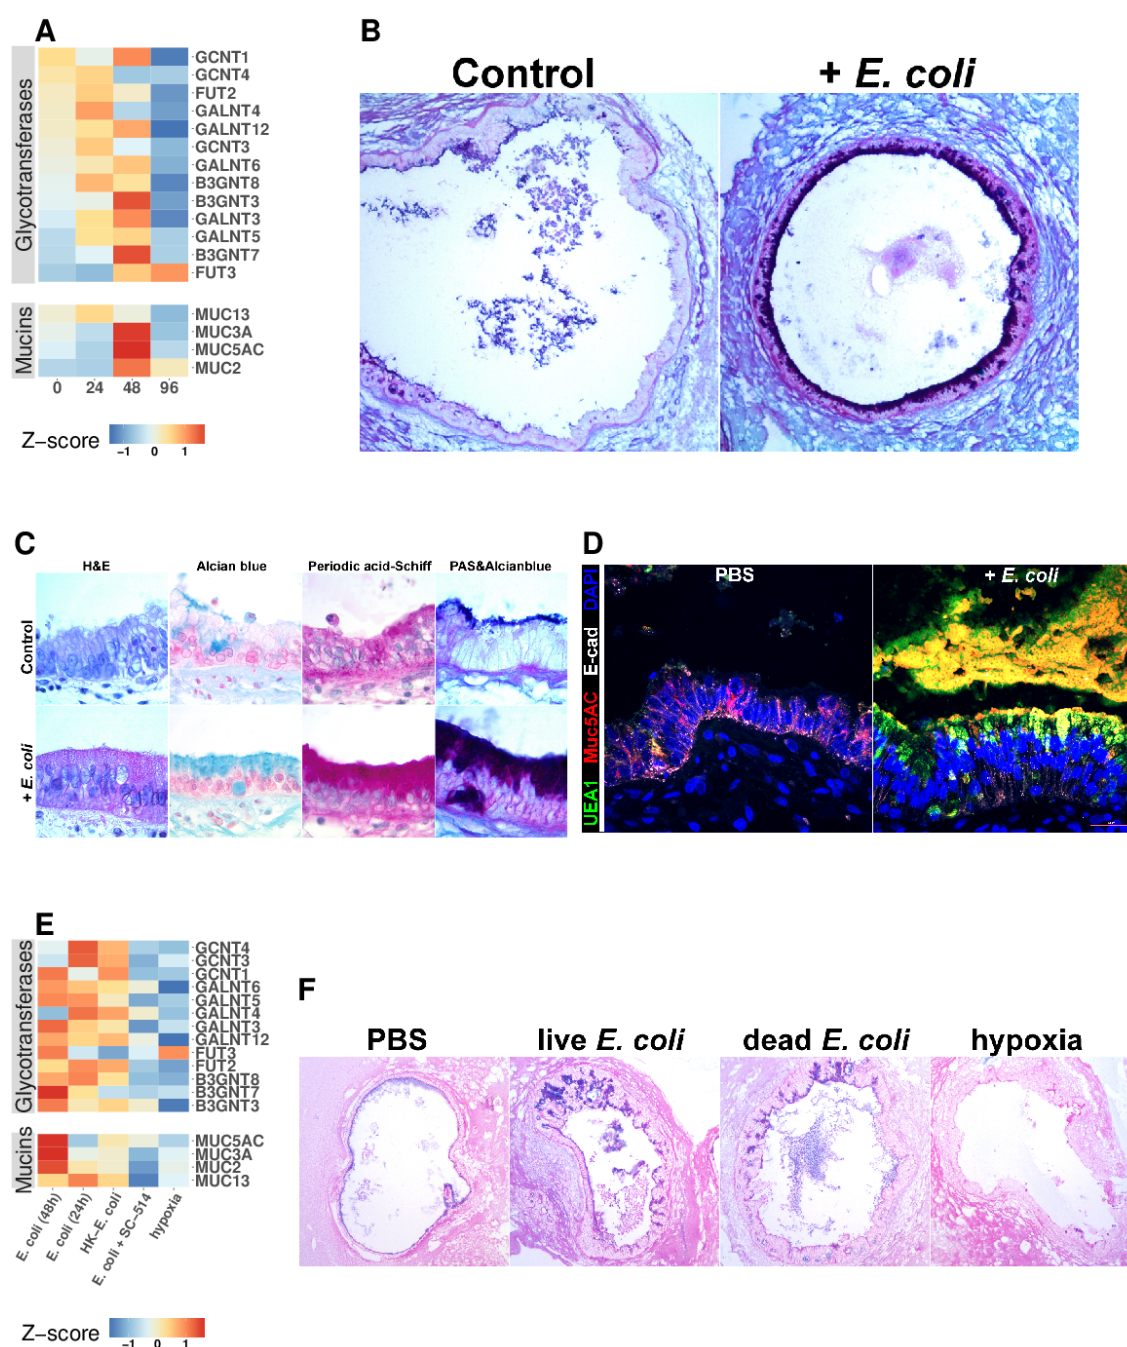 A
Glycotransferases
GCNT1
GCNT4
FUT2
GALNT4
GALNT12
GCNT3
GALNT6
B3GNT8
B3GNT3
GALNT3
GALNT5
B3GNT7
FUT3
Mucins
MUC13
MUC3A
MUC5AC
MUC2
0 24 48 96
Z-score
-1 0 1
B
Control + E. coli
C
H&E Alcian blue Periodic acid-Schiff PAS&Alcianblue
Control
+ E. coli
D
PBS + E. coli
UEA1 Muc5AC E-cad DAPI
E
Glycotransferases
GCNT4
GCNT3
GCNT1
GALNT6
GALNT5
GALNT4
GALNT3
GALNT12
FUT3
FUT2
B3GNT8
B3GNT7
B3GNT3
Mucins
MUC5AC
MUC3A
MUC2
MUC13
E. coli (48h)
E. coli (24h)
HK-E. coli
E. coli + SC-514
hypoxia
Z-score
-1 0 1
F
PBS live E. coli dead E. coli hypoxia